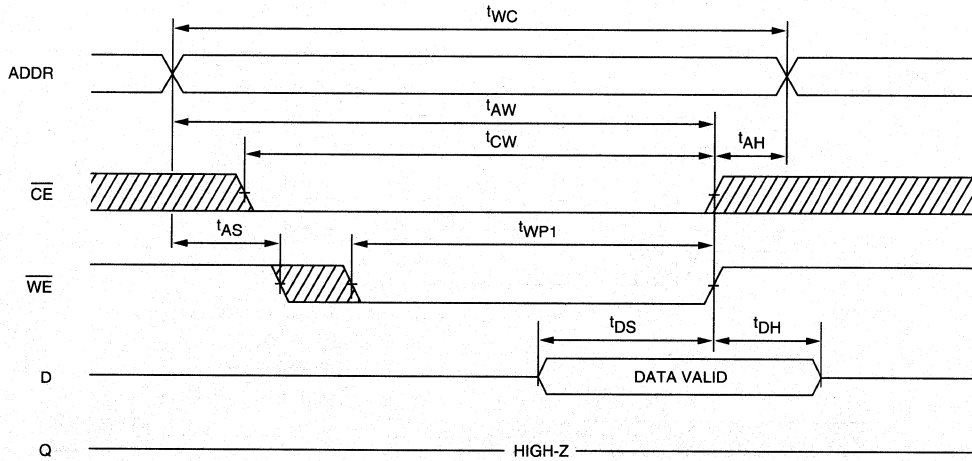 tWC
ADDR
tAW
tCW
tAH
CE
tAS
tWP1
WE
tDS
tDH
D
DATA VALID
Q
HIGH-Z